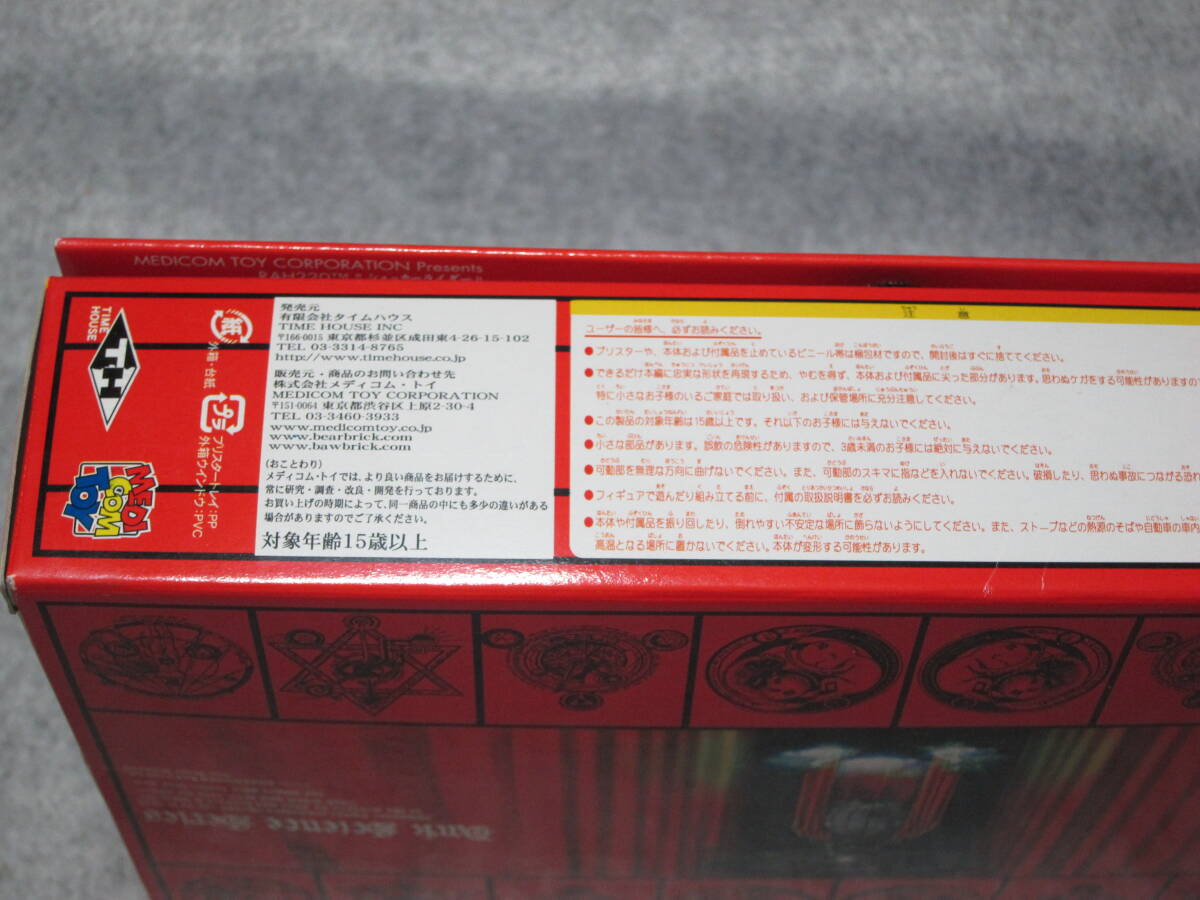 MEDICOM TOY CORPORATION Presents
TIME
HOUSE
TH
紙
外箱・台紙
プラ
ブリスタートレイ:PP
外箱ウインドウ:PVC
MEDI
COM
TOY
発売元
有限会社タイムハウス
TIME HOUSE INC
〒166-0015 東京都杉並区成田東4-26-15-102
TEL 03-3314-8765
http://www.timehouse.co.jp
販売元・商品のお問い合わせ先
株式会社メディコム・トイ
MEDICOM TOY CORPORATION
〒151-0064 東京都渋谷区上原2-30-4
TEL 03-3460-3933
www.medicomtoy.co.jp
www.bearbrick.com
www.bawbrick.com
(おことわり)
メディコム・トイでは、より良い商品をお届けするために、
常に研究・調査・改良・開発を行っております。
お買い上げの時期によって、同一商品の中にも多少の違いがある
場合がありますのでご了承ください。
対象年齢15歳以上
注意
ユーザーの皆様へ、必ずお読みください。
●ブリスターや、本体および付属品を止めているビニール帯は梱包材ですので、開封後はすぐに捨ててください。
●できるだけ本編に忠実な形状を再現するため、やむを得ず、本体および付属品に尖った部分があります。思わぬケガをする可能性がありますの
特に小さなお子様のいるご家庭では取り扱い、および保管場所に充分注意してください。
●この製品の対象年齢は15歳以上です。それ以下のお子様には与えないでください。
●小さな部品があります。誤飲の危険性がありますので、3歳未満のお子様には絶対に与えないでください。
●可動部を無理な方向に曲げないでください。また、可動部のスキマに指などを入れないでください。破損したり、思わぬ事故につながる恐れ
●フィギュアで遊んだり組み立てる前に、付属の取扱説明書を必ずお読みください。
●本体や付属品を振り回したり、倒れやすい不安定な場所に飾らないようにしてください。また、ストーブなどの熱源のそばや自動車の車内
高温となる場所に置かないでください。本体が変形する可能性があります。